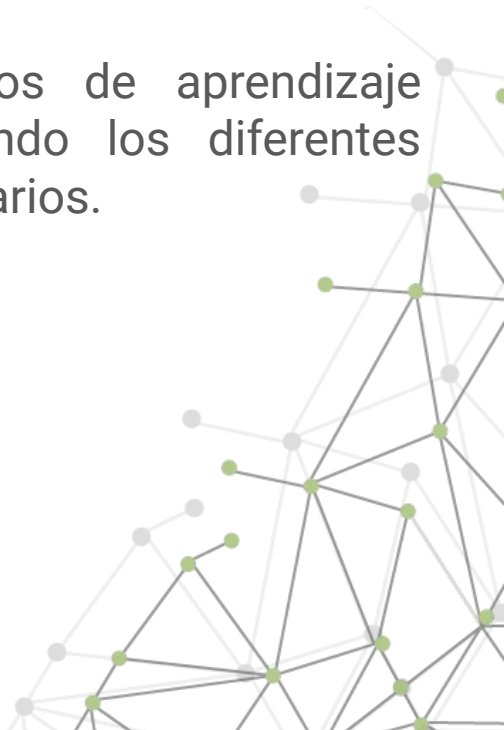 os de aprendizaje
ndo los diferentes
arios.